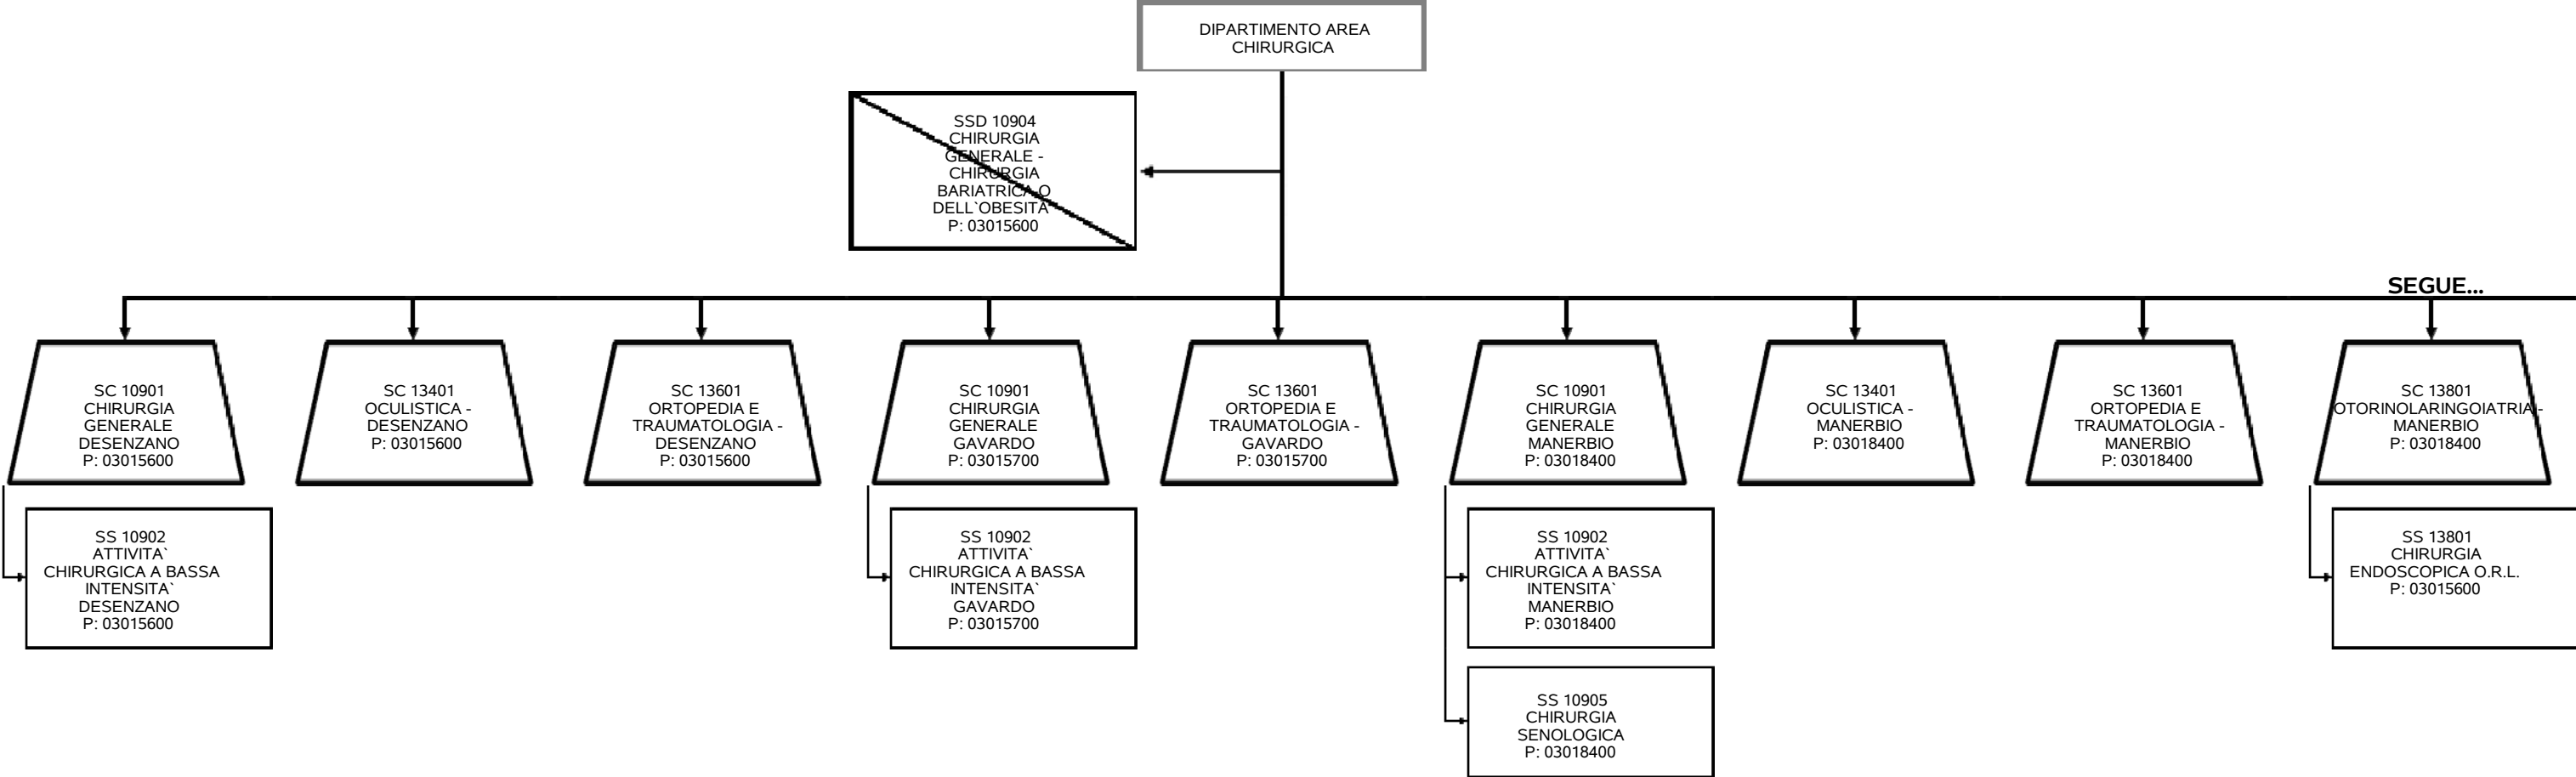 DIPARTIMENTO AREA
CHIRURGICA
SSD 10904
CHIRURGIA
GENERALE -
CHIRURGIA
BARIATRICA O
DELL`OBESITA`
P: 03015600
SEGUE...
SC 10901
CHIRURGIA
GENERALE
DESENZANO
P: 03015600
SC 13401
OCULISTICA -
DESENZANO
P: 03015600
SC 13601
ORTOPEDIA E
TRAUMATOLOGIA -
DESENZANO
P: 03015600
SC 10901
CHIRURGIA
GENERALE
GAVARDO
P: 03015700
SC 13601
ORTOPEDIA E
TRAUMATOLOGIA -
GAVARDO
P: 03015700
SC 10901
CHIRURGIA
GENERALE
MANERBIO
P: 03018400
SC 13401
OCULISTICA -
MANERBIO
P: 03018400
SC 13601
ORTOPEDIA E
TRAUMATOLOGIA -
MANERBIO
P: 03018400
SC 13801
OTORINOLARINGOIATRIA -
MANERBIO
P: 03018400
SS 10902
ATTIVITA`
CHIRURGICA A BASSA
INTENSITA`
DESENZANO
P: 03015600
SS 10902
ATTIVITA`
CHIRURGICA A BASSA
INTENSITA`
GAVARDO
P: 03015700
SS 10902
ATTIVITA`
CHIRURGICA A BASSA
INTENSITA`
MANERBIO
P: 03018400
SS 13801
CHIRURGIA
ENDOSCOPICA O.R.L.
P: 03015600
SS 10905
CHIRURGIA
SENOLOGICA
P: 03018400